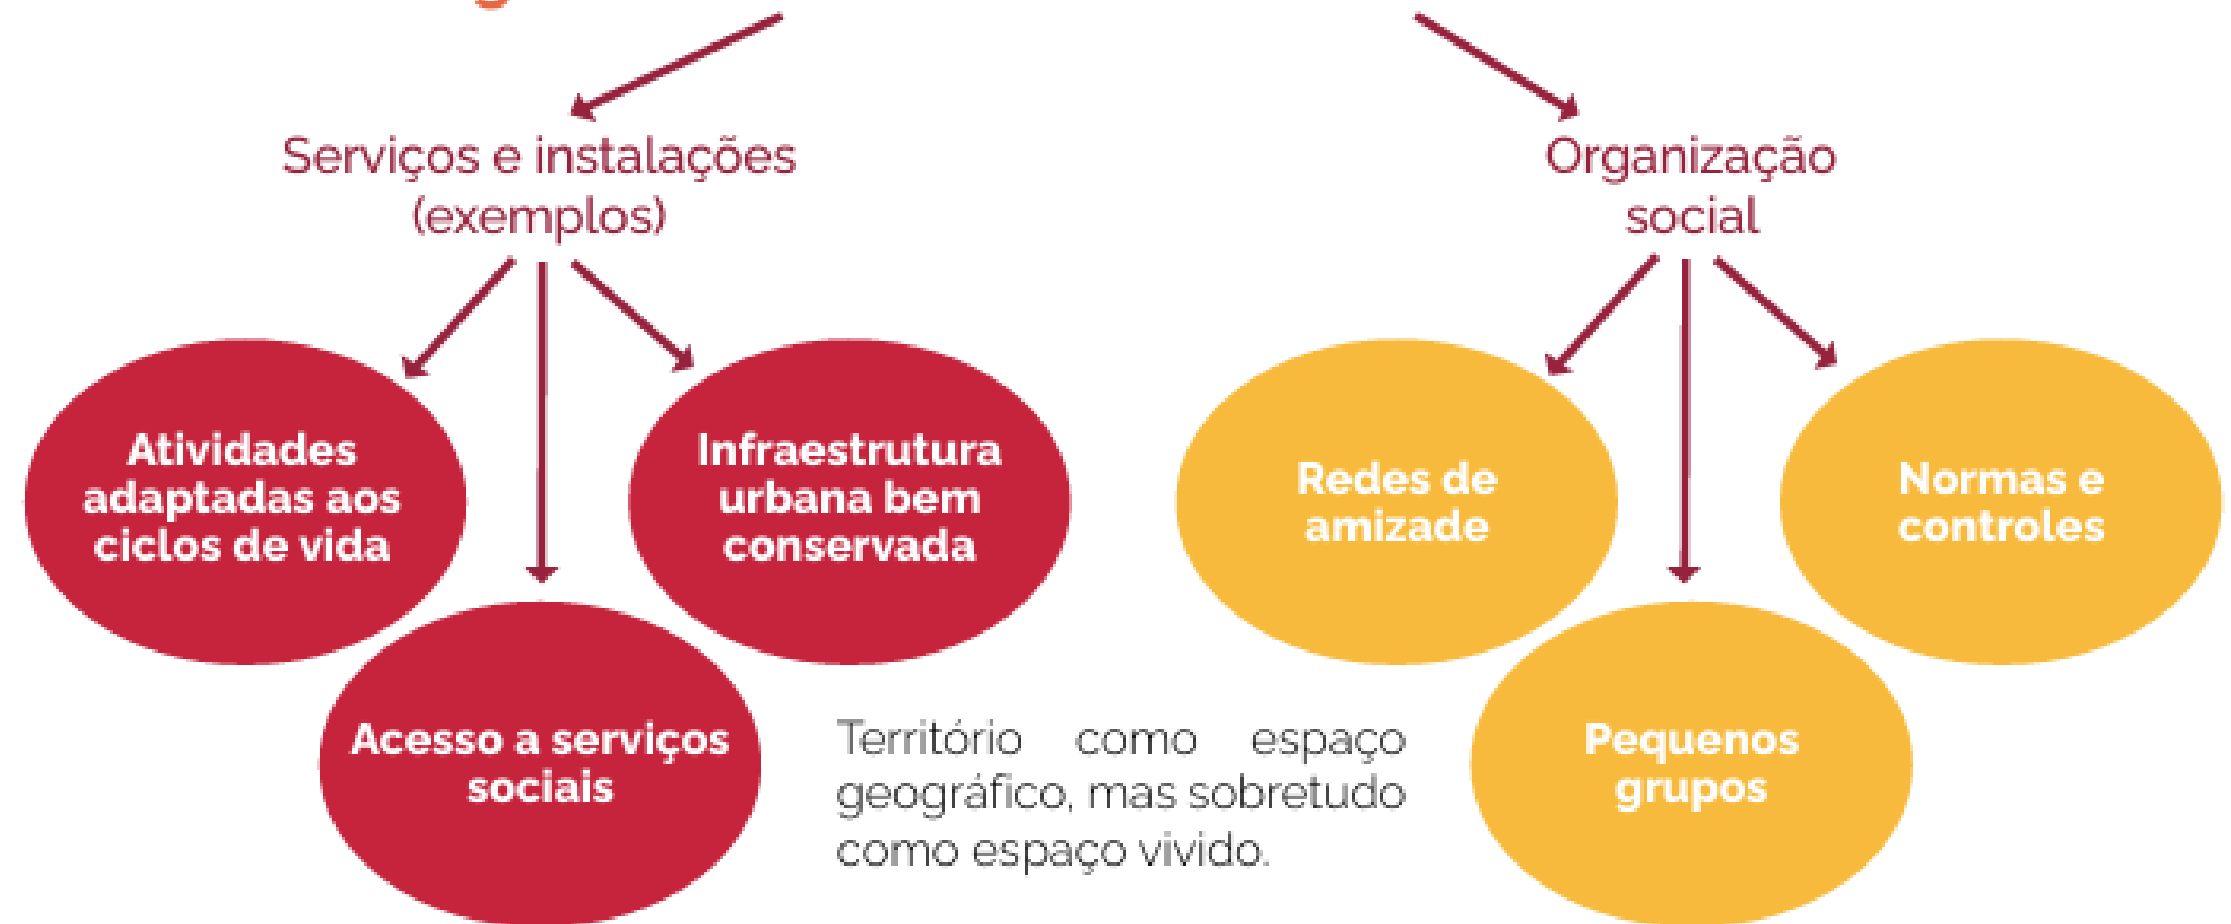 Serviços e instalações
(exemplos)
Organização
social
Atividades
adaptadas aos
ciclos de vida
Infraestrutura
urbana bem
conservada
Acesso a serviços
sociais
Redes de
amizade
Normas e
controles
Pequenos
grupos
Território como espaço
geográfico, mas sobretudo
como espaço vivido.